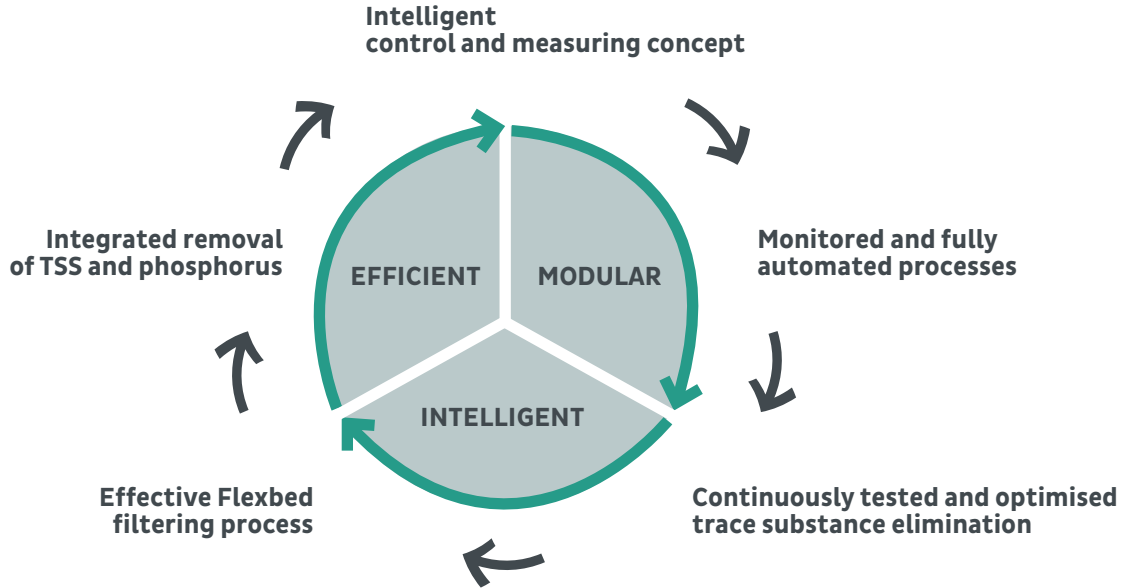 Intelligent
control and measuring concept
Integrated removal
of TSS and phosphorus
Monitored and fully
automated processes
EFFICIENT
MODULAR
INTELLIGENT
Effective Flexbed
filtering process
Continuously tested and optimised
trace substance elimination